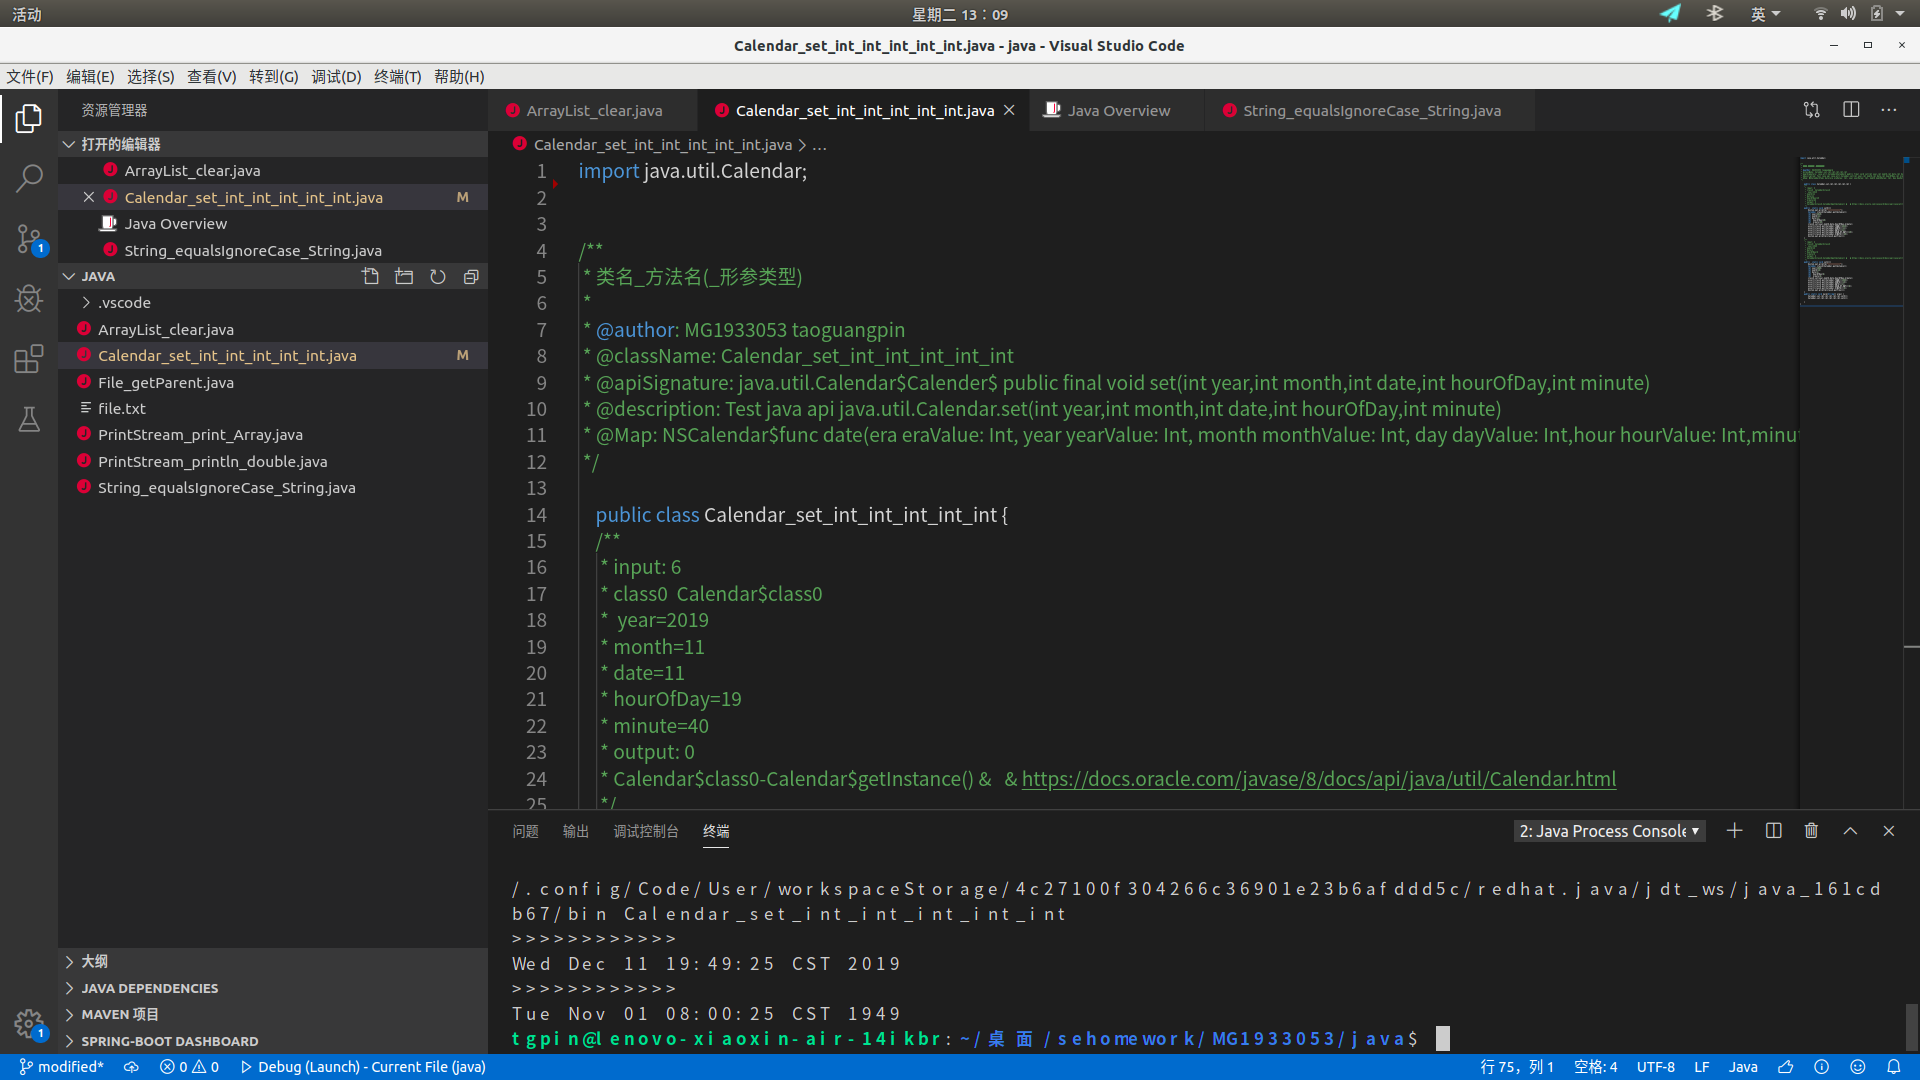 活动
星期二 13：09
英
Calendar_set_int_int_int_int_int.java - java - Visual Studio Code
文件(F) 编辑(E) 选择(S) 查看(V) 转到(G) 调试(D) 终端(T) 帮助(H)
资源管理器
打开的编辑器
ArrayList_clear.java
Calendar_set_int_int_int_int_int.java M
Java Overview
String_equalsIgnoreCase_String.java
1
JAVA
.vscode
ArrayList_clear.java
Calendar_set_int_int_int_int_int.java M
File_getParent.java
file.txt
PrintStream_print_Array.java
PrintStream_println_double.java
String_equalsIgnoreCase_String.java
大纲
JAVA DEPENDENCIES
MAVEN 项目
SPRING-BOOT DASHBOARD
1
ArrayList_clear.java
Calendar_set_int_int_int_int_int.java
Java Overview
String_equalsIgnoreCase_String.java
Calendar_set_int_int_int_int_int.java > ...
1 import java.util.Calendar;
2
3
4 /**
5 * 类名_方法名(_形参类型)
6 *
7 * @author: MG1933053 taoguangpin
8 * @className: Calendar_set_int_int_int_int_int
9 * @apiSignature: java.util.Calendar$Calender$ public final void set(int year,int month,int date,int hourOfDay,int minute)
10 * @description: Test java api java.util.Calendar.set(int year,int month,int date,int hourOfDay,int minute)
11 * @Map: NSCalendar$func date(era eraValue: Int, year yearValue: Int, month monthValue: Int, day dayValue: Int,hour hourValue: Int,minu
12 */
13
14 public class Calendar_set_int_int_int_int_int {
15 /**
16 * input: 6
17 * class0 Calendar$class0
18 * year=2019
19 * month=11
20 * date=11
21 * hourOfDay=19
22 * minute=40
23 * output: 0
24 * Calendar$class0-Calendar$getInstance() & & https://docs.oracle.com/javase/8/docs/api/java/util/Calendar.html
25 */
问题 输出 调试控制台 终端
2: Java Process Console
/.config/Code/User/workspaceStorage/4c27100f304266c36901e23b6afddd5c/redhat.java/jdt_ws/java_161cd
b67/bin Calendar_set_int_int_int_int_int
>>>>>>>>>>>>
Wed Dec 11 19:49:25 CST 2019
>>>>>>>>>>>>
Tue Nov 01 08:00:25 CST 1949
tgpin@lenovo-xiaoxin-air-14ikbr:~/桌面/sehomework/MG1933053/java$
modified* 0 0 Debug (Launch) - Current File (java)
行 75，列 1 空格: 4 UTF-8 LF Java